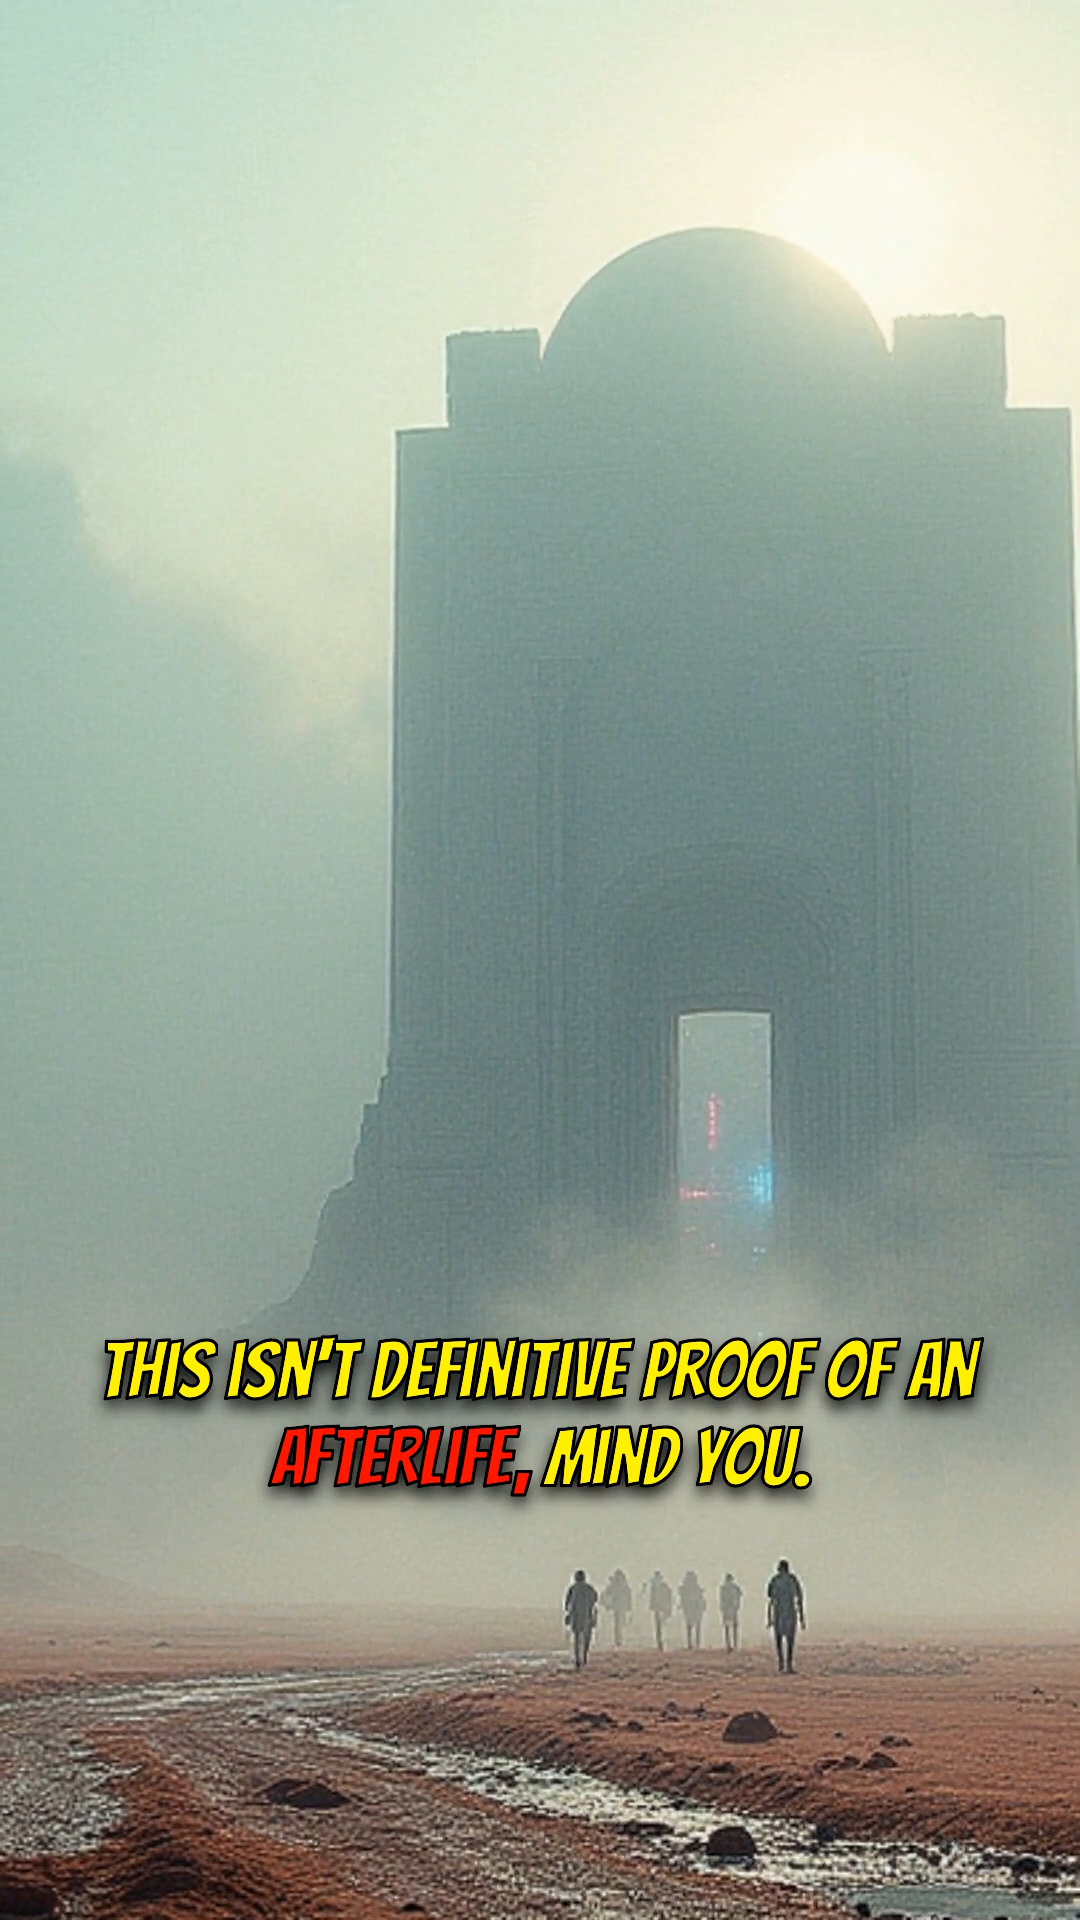 THIS ISN'T DEFINITIVE PROOF OF AN
AFTERLIFE, MIND YOU.